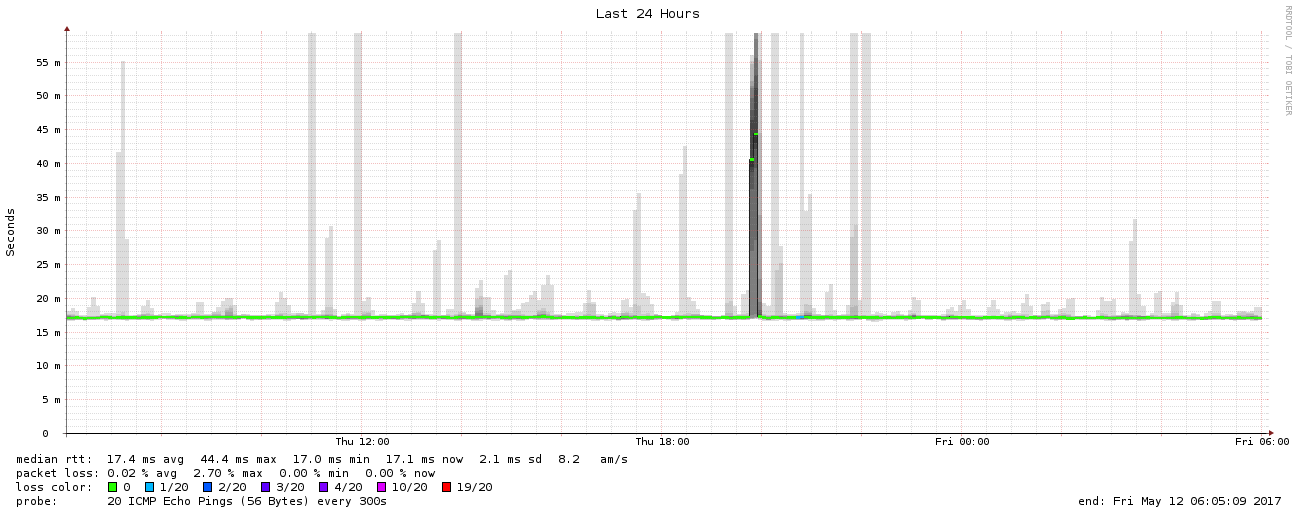 Last 24 Hours
RRDTOOL / TOBI OETIKER
Seconds
55 m
50 m
45 m
40 m
35 m
30 m
25 m
20 m
15 m
10 m
5 m
0
Thu 12:00 Thu 18:00 Fri 00:00 Fri 06:00
median rtt: 17.4 ms avg 44.4 ms max 17.0 ms min 17.1 ms now 2.1 ms sd 8.2 am/s
packet loss: 0.02 % avg 2.70 % max 0.00 % min 0.00 % now
loss color: 0 1/20 2/20 3/20 4/20 10/20 19/20
probe: 20 ICMP Echo Pings (56 Bytes) every 300s end: Fri May 12 06:05:09 2017